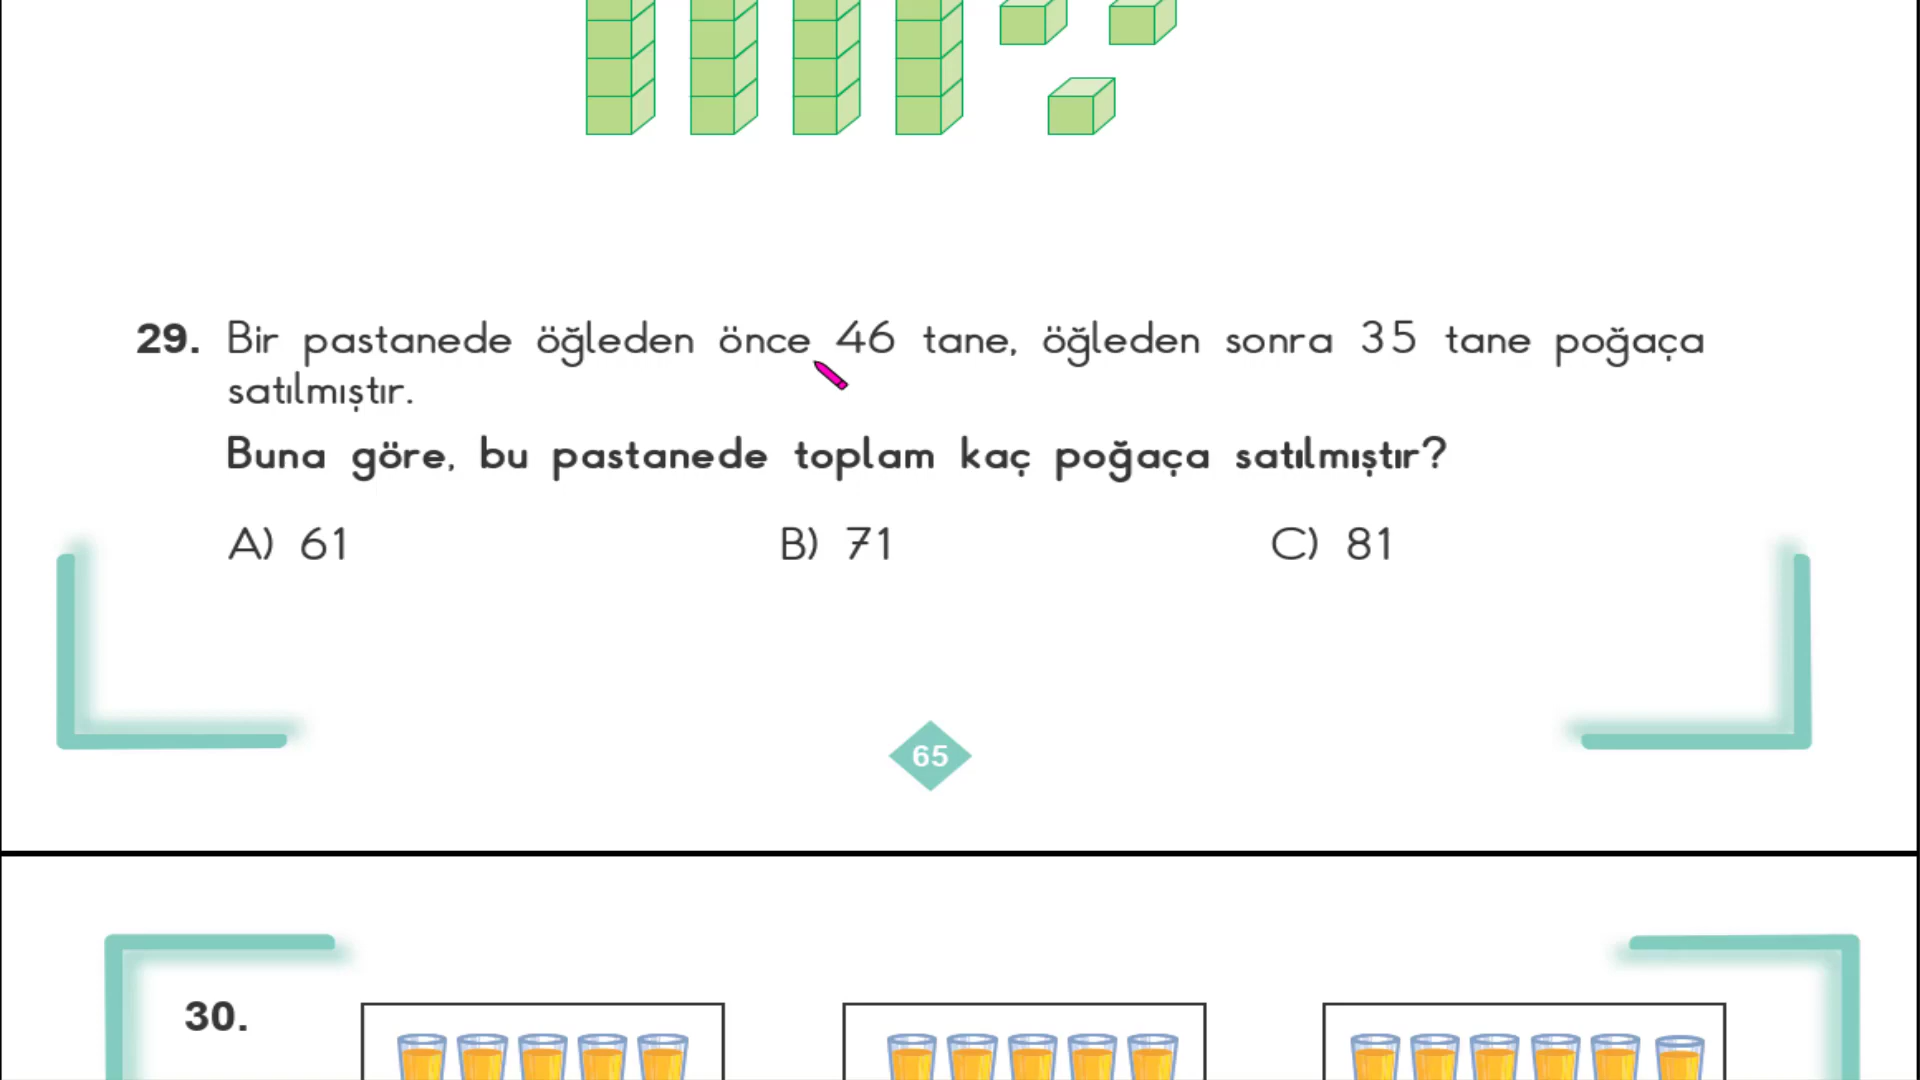 29. Bir pastanede öğleden önce 46 tane, öğleden sonra 35 tane poğaça
satılmıştır.
Buna göre, bu pastanede toplam kaç poğaça satılmıştır?
A) 61 B) 71 C) 81
65
30.